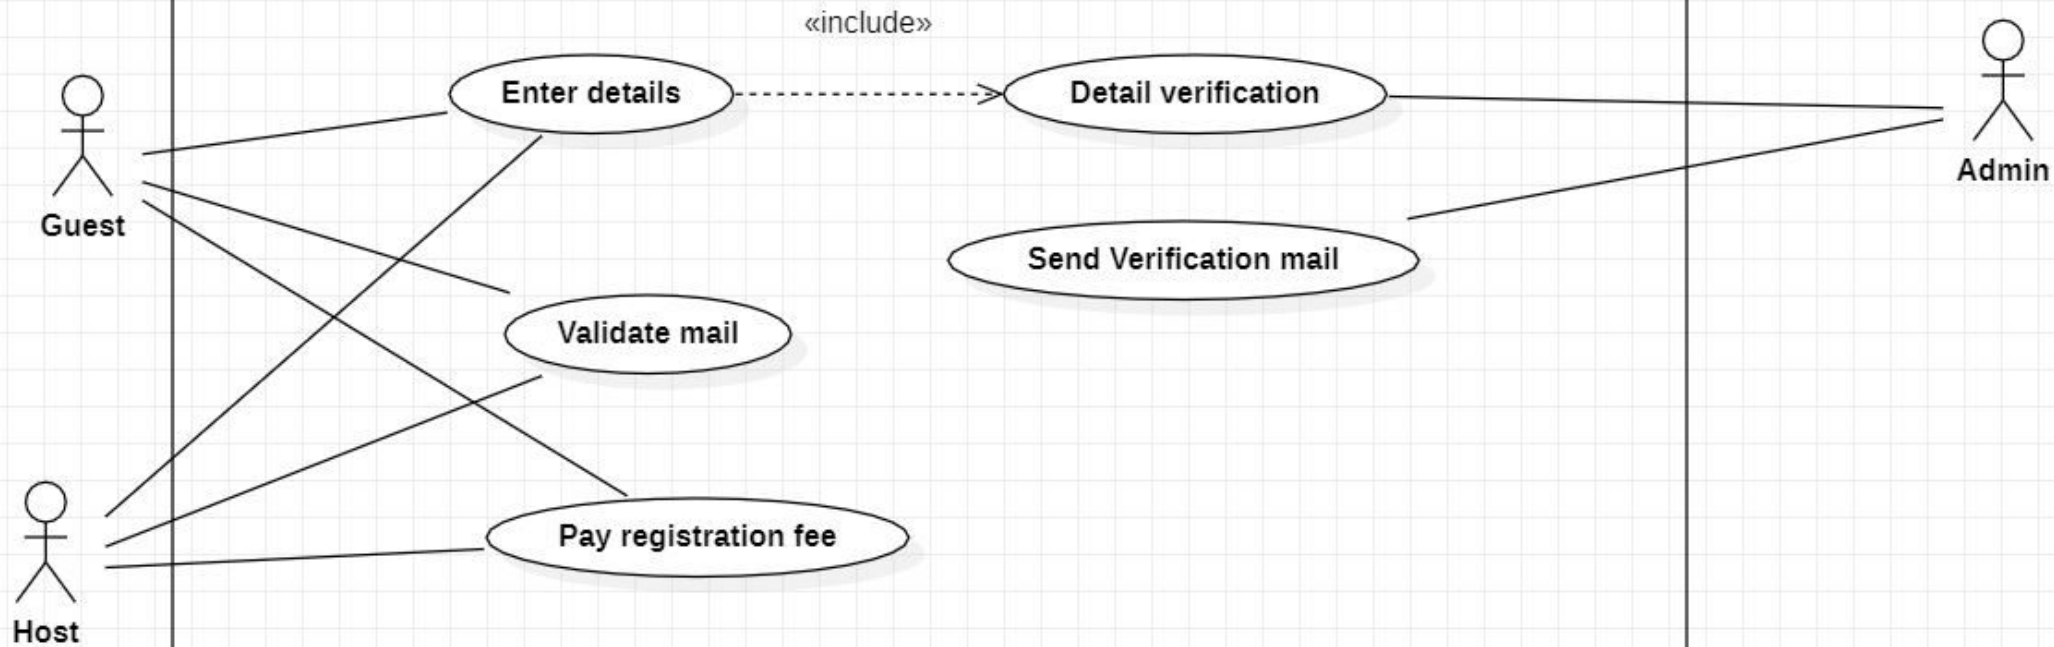 «include»
Enter details
Detail verification
Guest
Admin
Send Verification mail
Validate mail
Pay registration fee
Host